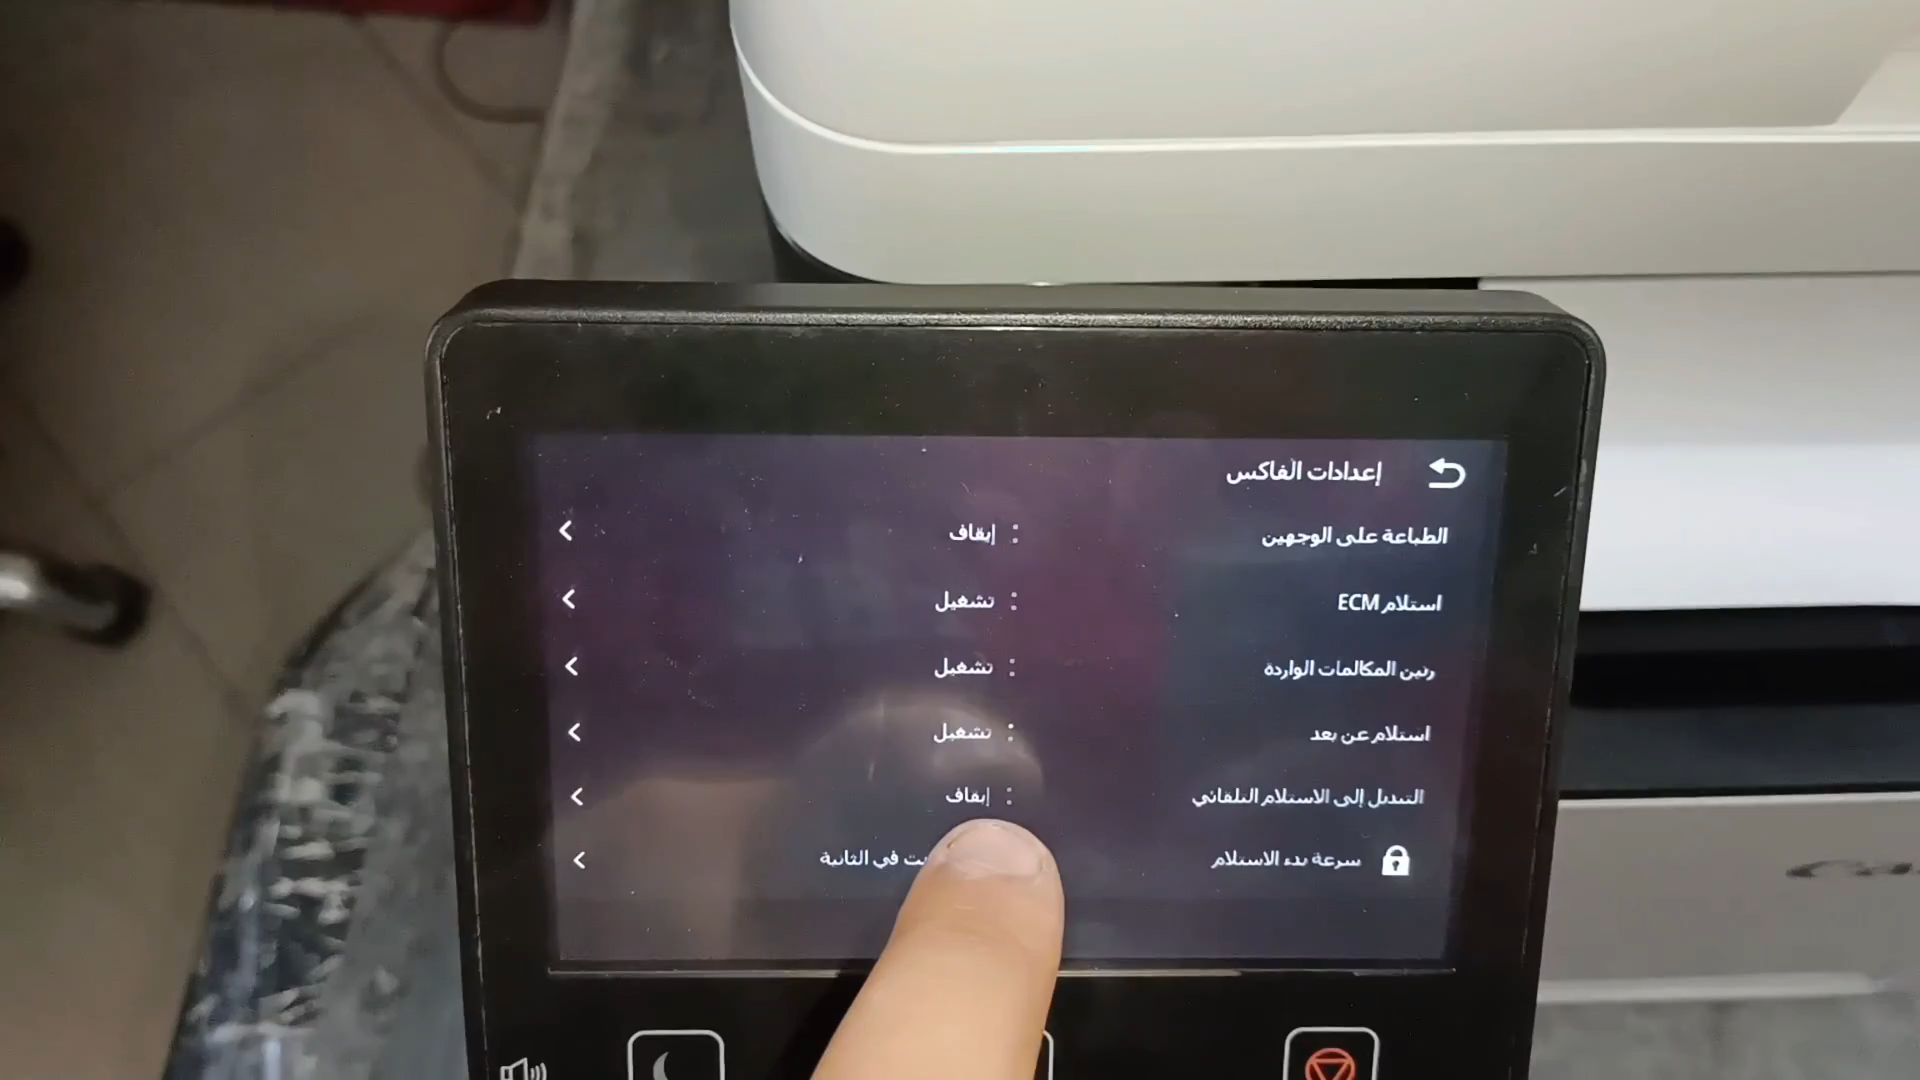 إعدادات الفاكس
الطباعة على الوجهين : إيقاف
استلام ECM : تشغيل
رنين المكالمات الواردة : تشغيل
استلام عن بعد : تشغيل
التبديل إلى الاستلام التلقائي : إيقاف
سرعة بدء الاستلام في الثانية